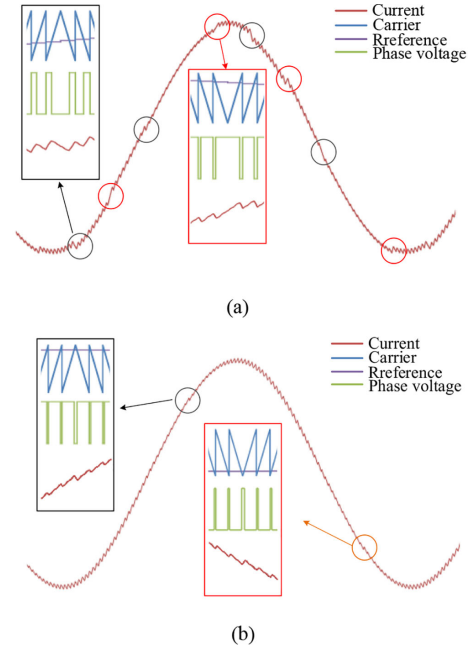 Current
Carrier
Rreference
Phase voltage
(a)
Current
Carrier
Rreference
Phase voltage
(b)